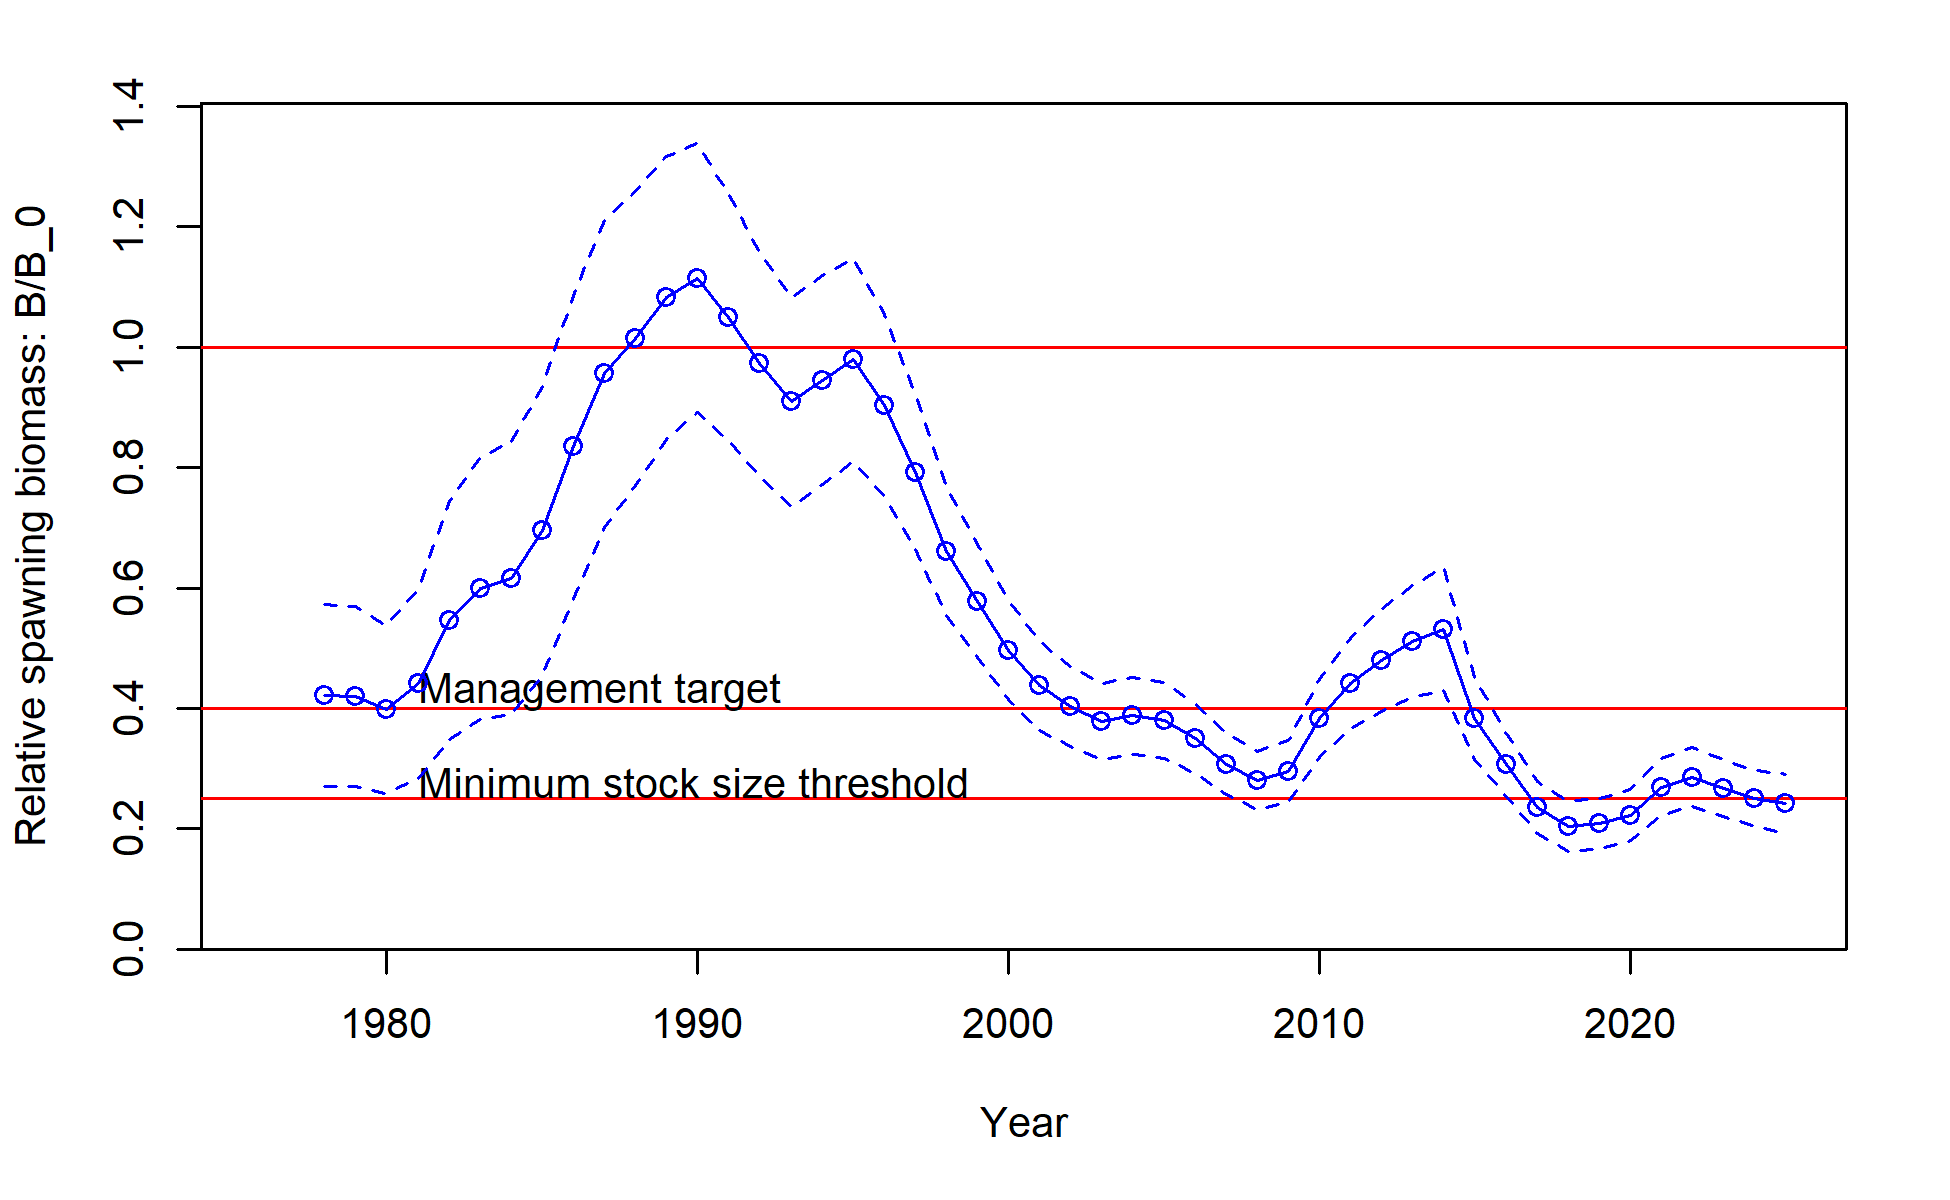 Relative spawning biomass: B/B_0
1.4
1.2
1.0
0.8
0.6
0.4
0.2
0.0
Management target
Minimum stock size threshold
1980 1990 2000 2010 2020
Year